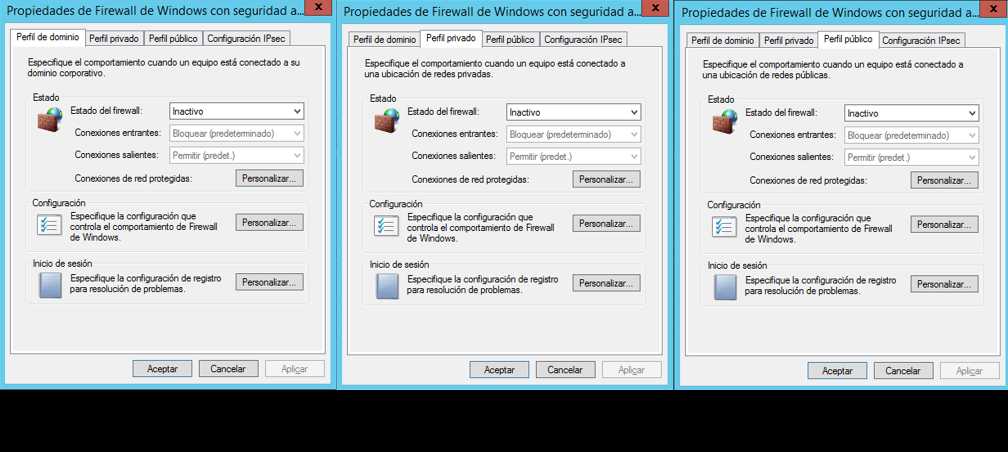 Propiedades de Firewall de Windows con seguridad a...
x
Perfil de dominio
Perfil privado
Perfil público
Configuración IPsec
Especifique el comportamiento cuando un equipo está conectado a su
dominio corporativo.
Estado
Estado del firewall:
Inactivo
Conexiones entrantes:
Bloquear (predeterminado)
Conexiones salientes:
Permitir (predet.)
Conexiones de red protegidas:
Personalizar...
Configuración
Especifique la configuración que
controla el comportamiento de Firewall
de Windows.
Personalizar...
Inicio de sesión
Especifique la configuración de registro
para resolución de problemas.
Personalizar...
Aceptar
Cancelar
Aplicar
Propiedades de Firewall de Windows con seguridad a...
x
Perfil de dominio
Perfil privado
Perfil público
Configuración IPsec
Especifique el comportamiento cuando un equipo está conectado a
una ubicación de redes privadas.
Estado
Estado del firewall:
Inactivo
Conexiones entrantes:
Bloquear (predeterminado)
Conexiones salientes:
Permitir (predet.)
Conexiones de red protegidas:
Personalizar...
Configuración
Especifique la configuración que
controla el comportamiento de Firewall
de Windows.
Personalizar...
Inicio de sesión
Especifique la configuración de registro
para resolución de problemas.
Personalizar...
Aceptar
Cancelar
Aplicar
Propiedades de Firewall de Windows con seguridad a...
x
Perfil de dominio
Perfil privado
Perfil público
Configuración IPsec
Especifique el comportamiento cuando un equipo está conectado a
una ubicación de redes públicas.
Estado
Estado del firewall:
Inactivo
Conexiones entrantes:
Bloquear (predeterminado)
Conexiones salientes:
Permitir (predet.)
Conexiones de red protegidas:
Personalizar...
Configuración
Especifique la configuración que
controla el comportamiento de Firewall
de Windows.
Personalizar...
Inicio de sesión
Especifique la configuración de registro
para resolución de problemas.
Personalizar...
Aceptar
Cancelar
Aplicar